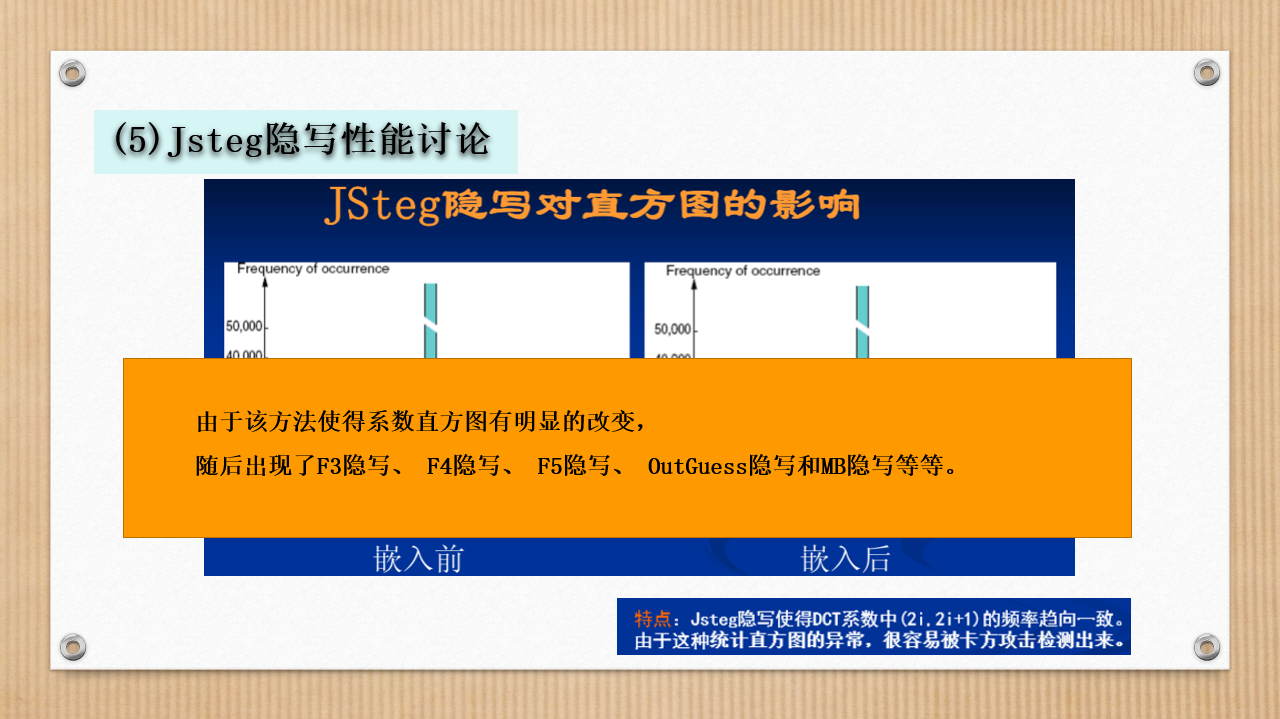 (5)Jsteg隐写性能讨论
JSteg隐写对直方图的影响
Frequency of occurrence
Frequency of occurrence
50,000
50,000
40,000
40,000
由于该方法使得系数直方图有明显的改变，
随后出现了F3隐写、 F4隐写、 F5隐写、 OutGuess隐写和MB隐写等等。
嵌入前
嵌入后
特点：Jsteg隐写使得DCT系数中(2i,2i+1)的频率趋向一致。
由于这种统计直方图的异常，很容易被卡方攻击检测出来。